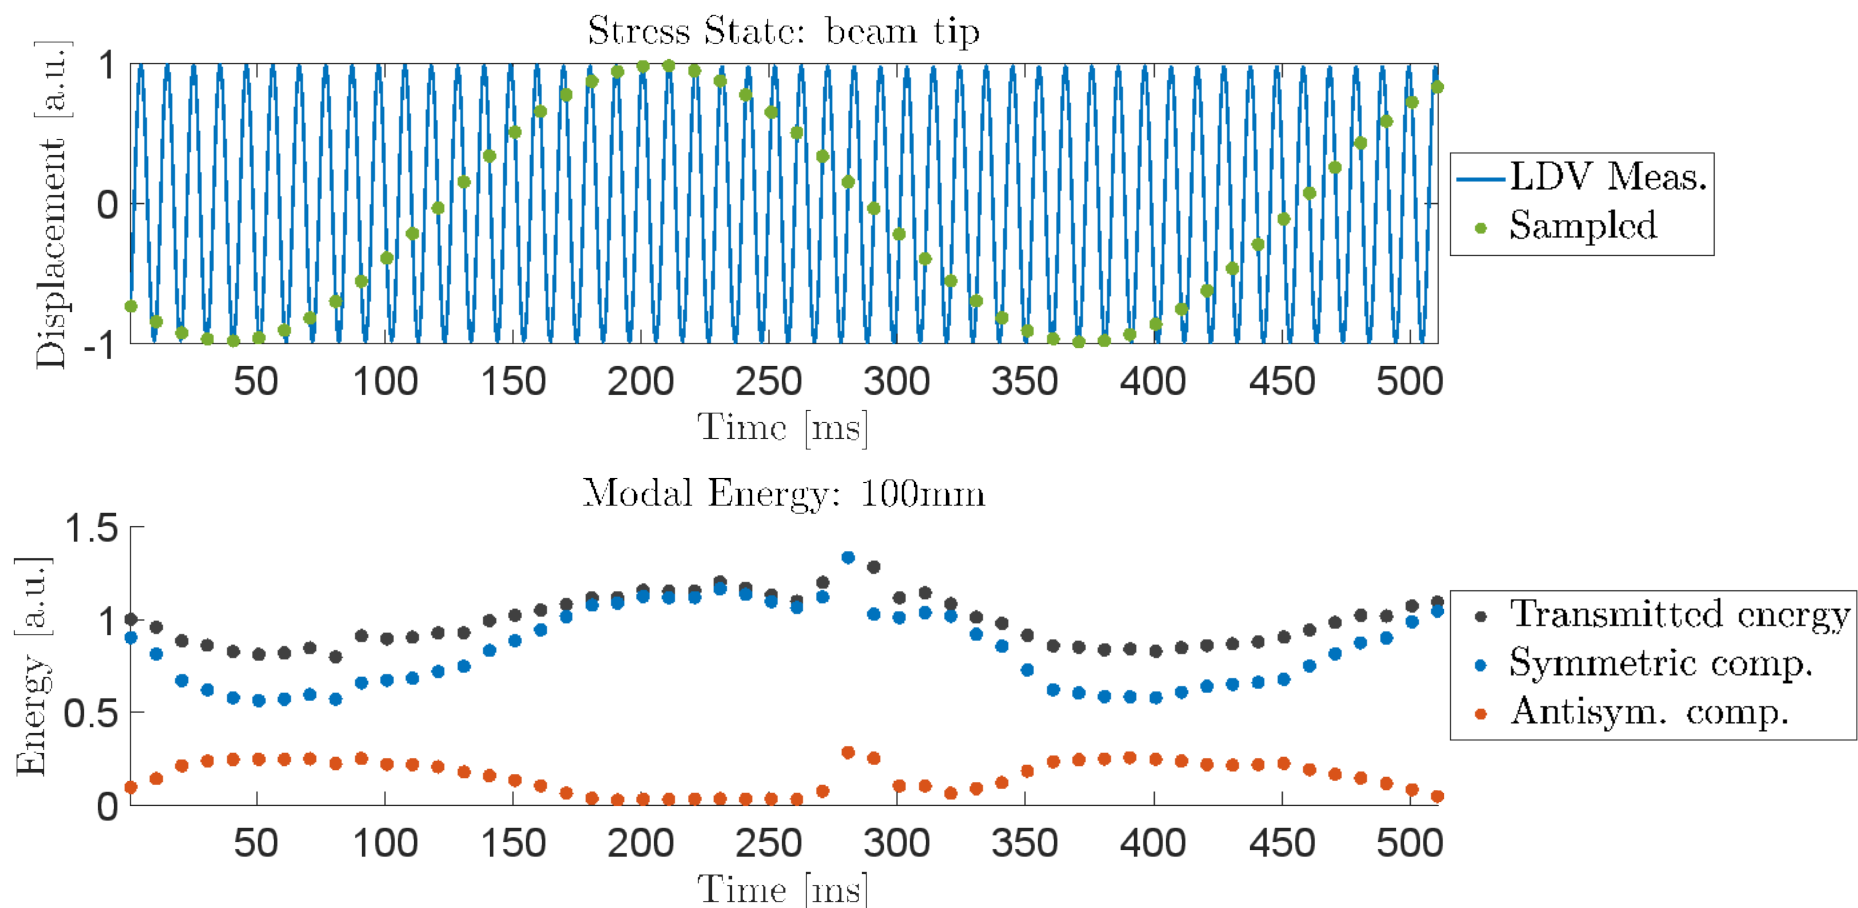 Stress State: beam tip
Displacement [a.u.]
1
0
-1
50 100 150 200 250 300 350 400 450 500
Time [ms]
LDV Meas.
Sampled
Modal Energy: 100mm
Energy [a.u.]
1.5
1
0.5
0
50 100 150 200 250 300 350 400 450 500
Time [ms]
Transmitted energy
Symmetric comp.
Antisym. comp.